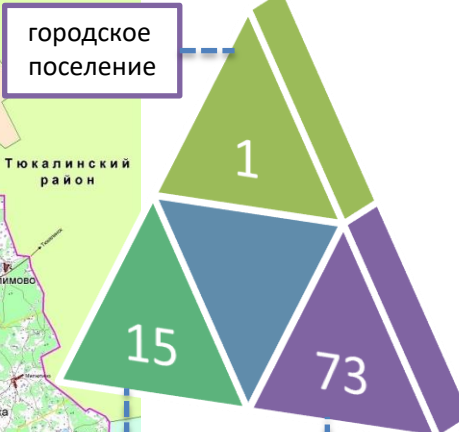 городское
поселение
1
Тюкалинский
район
15
73